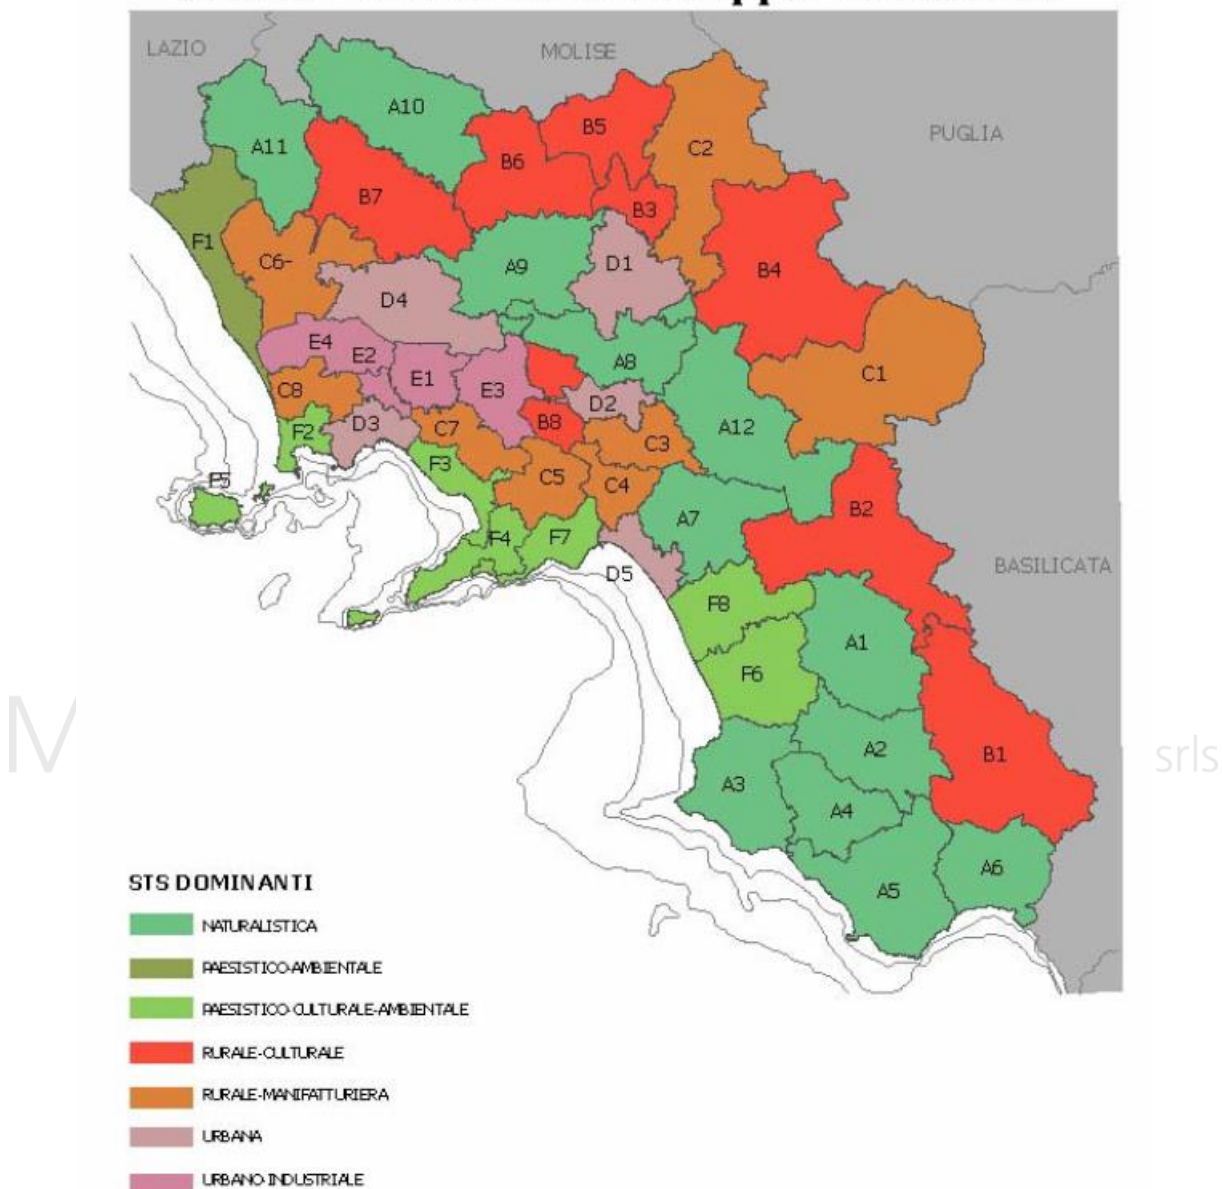 LAZIO
MOLISE
PUGLIA
BASILICATA
A10
A11
B5
B6
C2
B7
B3
F1
C6-
A9
D1
B4
D4
E4
E2
E1
E3
A8
C1
C8
D2
B8
A12
F2
D3
C7
C3
F3
C5
C4
F5
B2
A7
F4
F7
D5
F8
A1
F6
A2
B1
A3
A4
A6
A5
M
srls
STS DOMINANTI
NATURALISTICA
PAESISTICO-AMBIENTALE
PAESISTICO-CULTURALE-AMBIENTALE
RURALE-CULTURALE
RURALE-MANIFATTURIERA
URBANA
URBANO-INDUSTRIALE